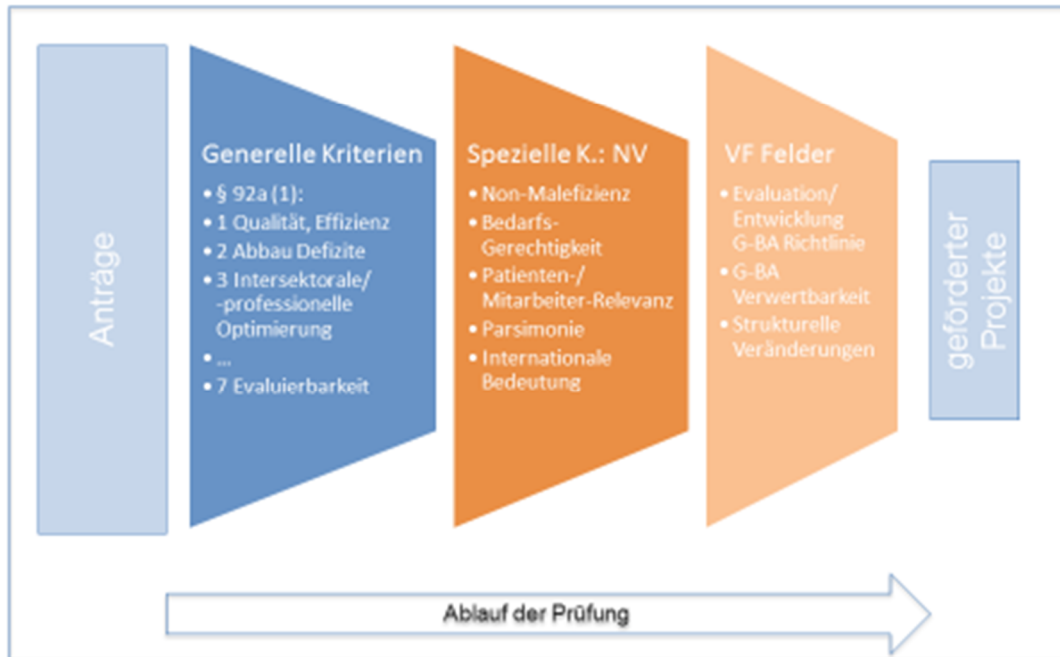 Anträge
Generelle Kriterien
• § 92a (1):
• 1 Qualität, Effizienz
• 2 Abbau Defizite
• 3 Intersektorale/
-professionelle
Optimierung
• ...
• 7 Evaluierbarkeit
Spezielle K.: NV
• Non-Malefizienz
• Bedarfs-
Gerechtigkeit
• Patienten-/
Mitarbeiter-Relevanz
• Parsimonie
• Internationale
Bedeutung
VF Felder
• Evaluation/
Entwicklung
G-BA Richtlinie
• G-BA
Verwertbarkeit
• Strukturelle
Veränderungen
geförderter
Projekte
Ablauf der Prüfung